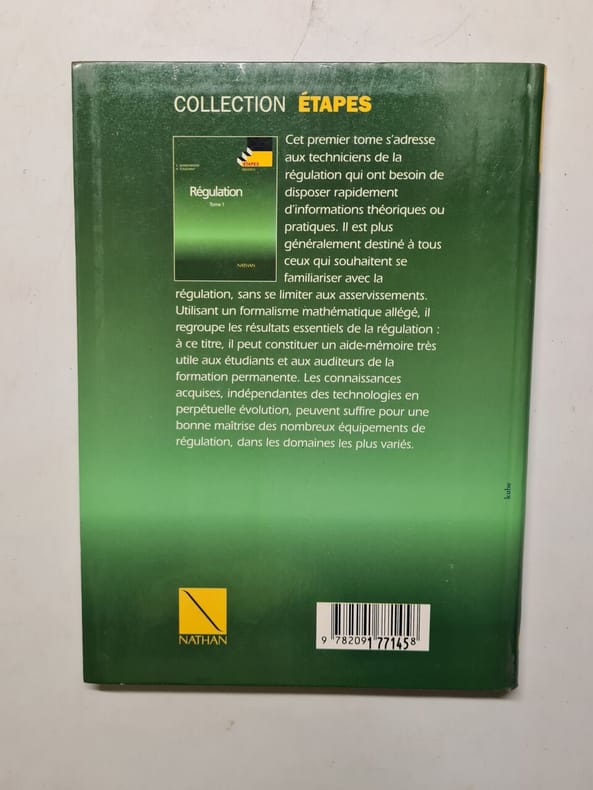 COLLECTION ÉTAPES
ÉTAPES
Régulation
Tome 1
NATHAN
Cet premier tome s'adresse
aux techniciens de la
régulation qui ont besoin de
disposer rapidement
d'informations théoriques ou
pratiques. Il est plus
généralement destiné à tous
ceux qui souhaitent se
familiariser avec la
régulation, sans se limiter aux asservissements.
Utilisant un formalisme mathématique allégé, il
regroupe les résultats essentiels de la régulation :
à ce titre, il peut constituer un aide-mémoire très
utile aux étudiants et aux auditeurs de la
formation permanente. Les connaissances
acquises, indépendantes des technologies en
perpétuelle évolution, peuvent suffire pour une
bonne maîtrise des nombreux équipements de
régulation, dans les domaines les plus variés.
kube
NATHAN
9 782091 771458